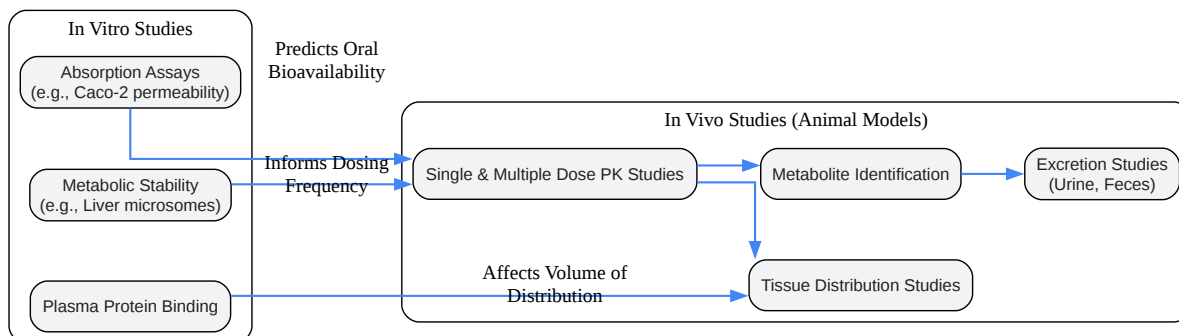 In Vitro Studies
Absorption Assays
(e.g., Caco-2 permeability)
Metabolic Stability
(e.g., Liver microsomes)
Plasma Protein Binding
Predicts Oral
Bioavailability
Informs Dosing
Frequency
Affects Volume of
Distribution
In Vivo Studies (Animal Models)
Single & Multiple Dose PK Studies
Metabolite Identification
Excretion Studies
(Urine, Feces)
Tissue Distribution Studies